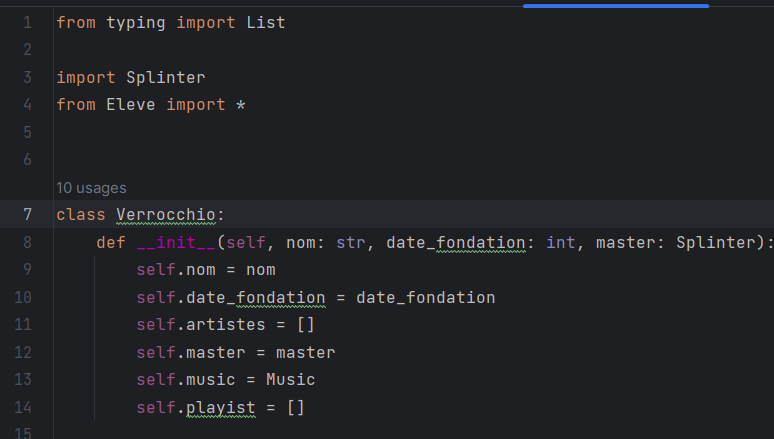 1 from typing import List
2
3 import Splinter
4 from Eleve import *
5
6
10 usages
7 class Verrocchio:
8 def __init__(self, nom: str, date_fondation: int, master: Splinter):
9 self.nom = nom
10 self.date_fondation = date_fondation
11 self.artistes = []
12 self.master = master
13 self.music = Music
14 self.playist = []
15